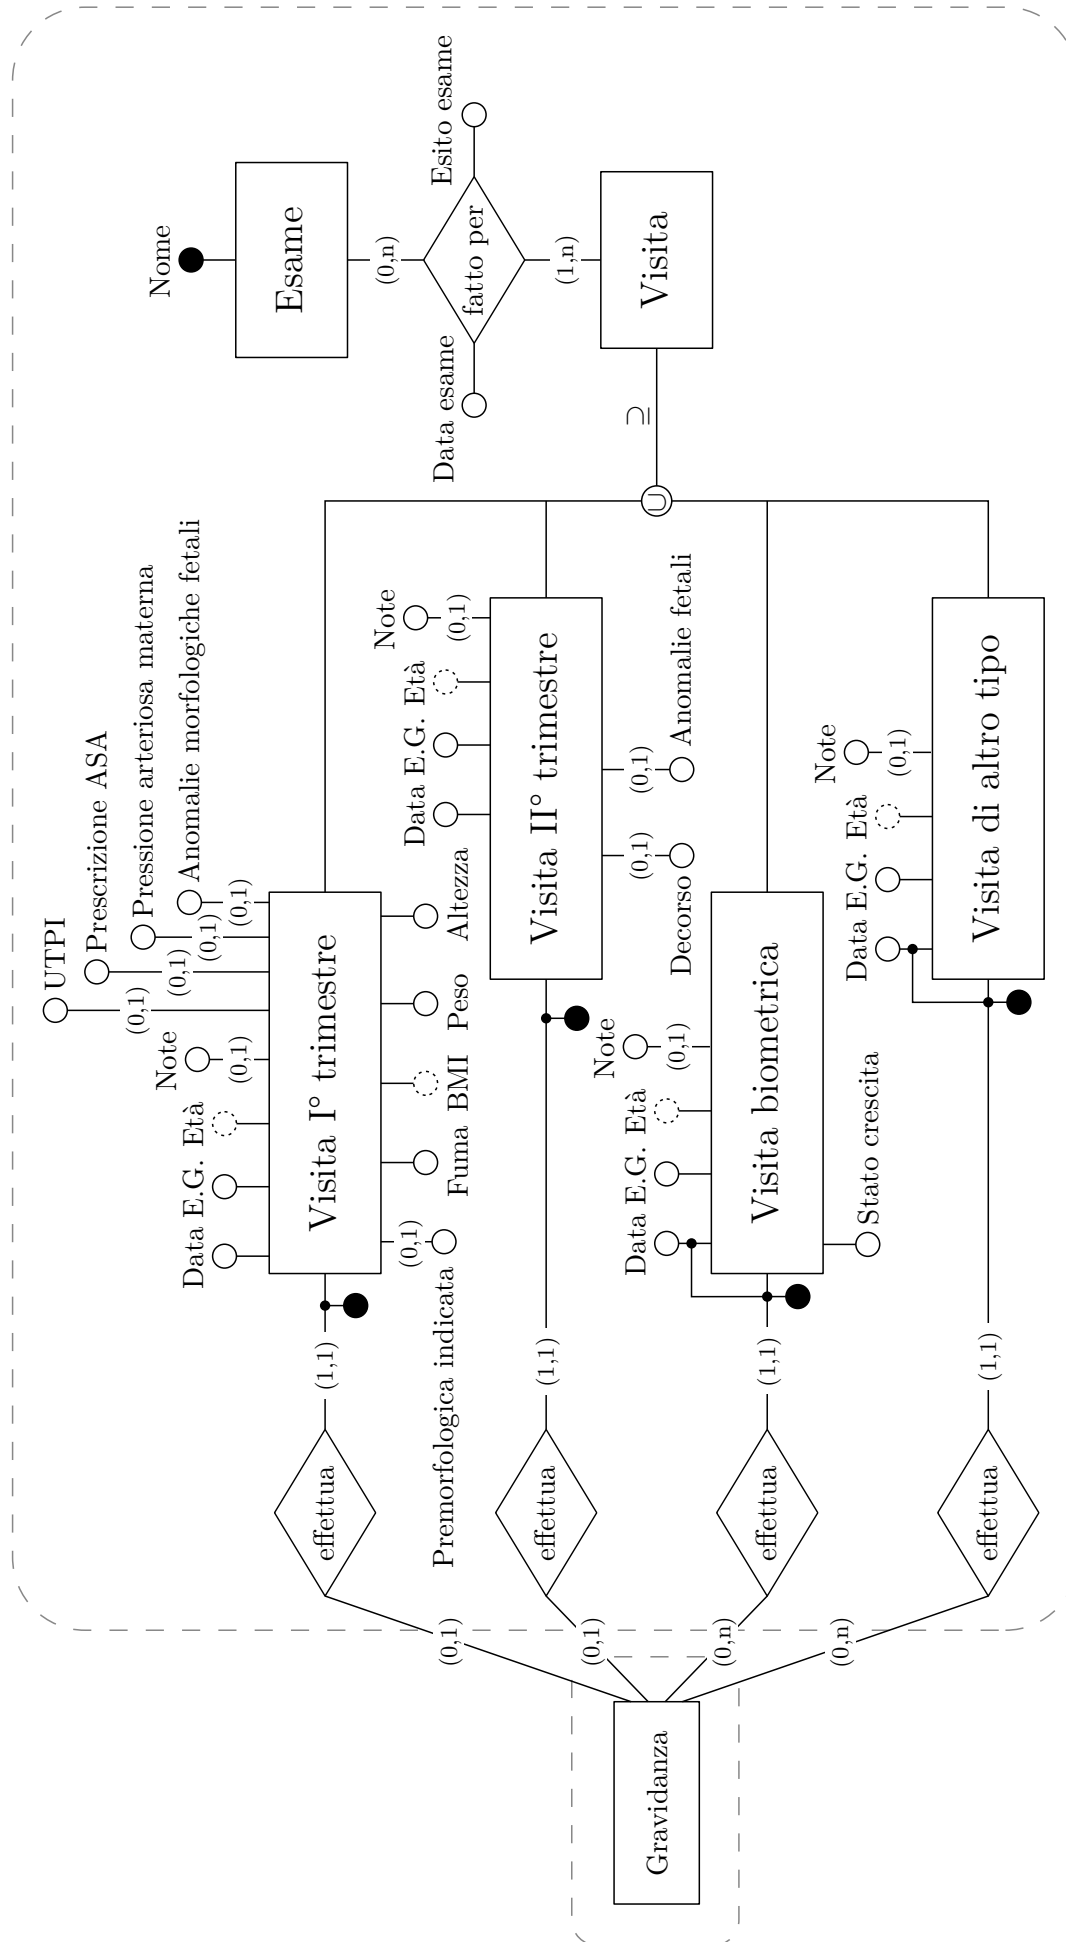 UTPI
Prescrizione ASA
Pressione arteriosa materna
Anomalie morfologiche fetali
(0,1)
(0,1)
(0,1)
(0,1)
Note
(0,1)
Data E.G. Età
Visita I° trimestre
effettua
(1,1)
(0,1)
Premorfologica indicata
(0,1)
Fuma BMI Peso Altezza
Nome
Esame
(0,n)
Data esame
fatto per
Esito esame
(1,n)
Visita
⊇
∪
Note
(0,1)
Data E.G. Età
Visita II° trimestre
effettua
(1,1)
(0,1)
(0,1)
(0,1)
Decorso
Anomalie fetali
Gravidanza
Note
(0,1)
Data E.G. Età
Visita biometrica
effettua
(1,1)
(0,n)
Stato crescita
Note
(0,1)
Data E.G. Età
Visita di altro tipo
effettua
(1,1)
(0,n)